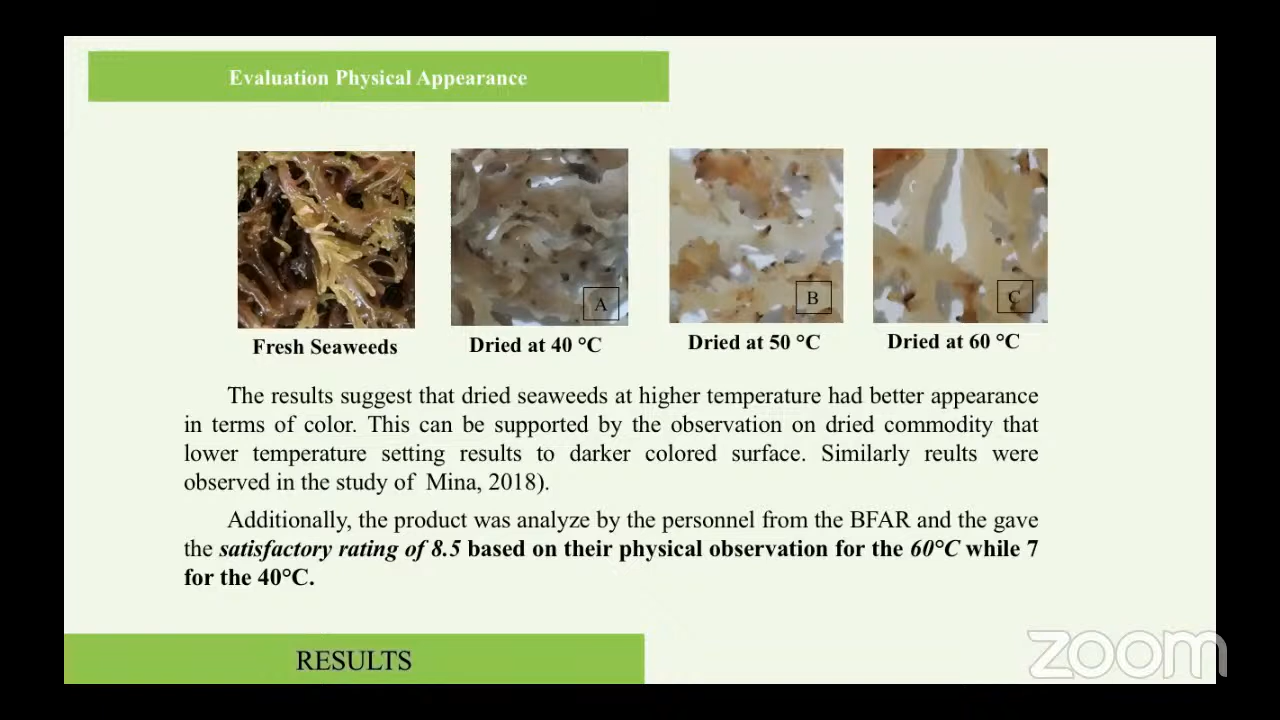 Evaluation Physical Appearance
A
B
C
Fresh Seaweeds
Dried at 40 °C
Dried at 50 °C
Dried at 60 °C
The results suggest that dried seaweeds at higher temperature had better appearance
in terms of color. This can be supported by the observation on dried commodity that
lower temperature setting results to darker colored surface. Similarly reults were
observed in the study of Mina, 2018).
Additionally, the product was analyze by the personnel from the BFAR and the gave
the satisfactory rating of 8.5 based on their physical observation for the 60°C while 7
for the 40°C.
RESULTS
zoom